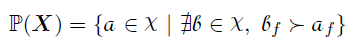 ℙ(𝑿) = {a ∈ χ | ∄b ∈ χ, b_f ≻ a_f}